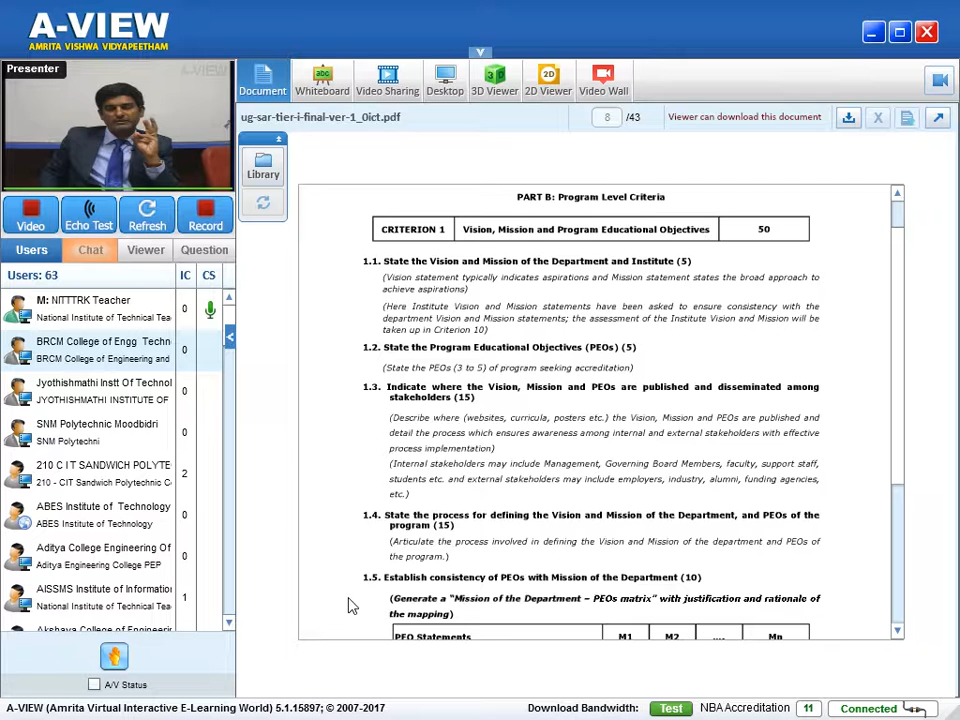 A-VIEW
AMRITA VISHWA VIDYAPEETHAM
Presenter
A-VIEW
Document
Whiteboard
Video Sharing
Desktop
3D Viewer
2D Viewer
Video Wall
abc
3 D
2D
ug-sar-tier-i-final-ver-1_0ict.pdf
8 /43
Viewer can download this document
Library
Video
Echo Test
Refresh
Record
Users
Chat
Viewer
Question
Users: 63
IC
CS
M: NITTTRK Teacher
National Institute of Technical Tea
0
BRCM College of Engg Techn
BRCM College of Engineering and
0
Jyothishmathi Instt Of Technol
JYOTHISHMATHI INSTITUTE OF
0
SNM Polytechnic Moodbidri
SNM Polytechni
0
210 C I T SANDWICH POLYTE
210 - CIT Sandwich Polytechnic C
2
ABES Institute of Technology
ABES Institute of Technology
0
Aditya College Engineering Of
Aditya Engineering College PEP
0
AISSMS Institute of Informatio
National Institute of Technical Tea
1
Akshaya College of Engineeri
A/V Status
PART B: Program Level Criteria
CRITERION 1 Vision, Mission and Program Educational Objectives 50
1.1. State the Vision and Mission of the Department and Institute (5)
(Vision statement typically indicates aspirations and Mission statement states the broad approach to
achieve aspirations)
(Here Institute Vision and Mission statements have been asked to ensure consistency with the
department Vision and Mission statements; the assessment of the Institute Vision and Mission will be
taken up in Criterion 10)
1.2. State the Program Educational Objectives (PEOs) (5)
(State the PEOs (3 to 5) of program seeking accreditation)
1.3. Indicate where the Vision, Mission and PEOs are published and disseminated among
stakeholders (15)
(Describe where (websites, curricula, posters etc.) the Vision, Mission and PEOs are published and
detail the process which ensures awareness among internal and external stakeholders with effective
process implementation)
(Internal stakeholders may include Management, Governing Board Members, faculty, support staff,
students etc. and external stakeholders may include employers, industry, alumni, funding agencies,
etc.)
1.4. State the process for defining the Vision and Mission of the Department, and PEOs of the
program (15)
(Articulate the process involved in defining the Vision and Mission of the department and PEOs of
the program.)
1.5. Establish consistency of PEOs with Mission of the Department (10)
(Generate a “Mission of the Department – PEOs matrix” with justification and rationale of
the mapping)
PEO Statements M1 M2 .... Mn
A-VIEW (Amrita Virtual Interactive E-Learning World) 5.1.15897; © 2007-2017
Download Bandwidth:
Test
NBA Accreditation
11
Connected